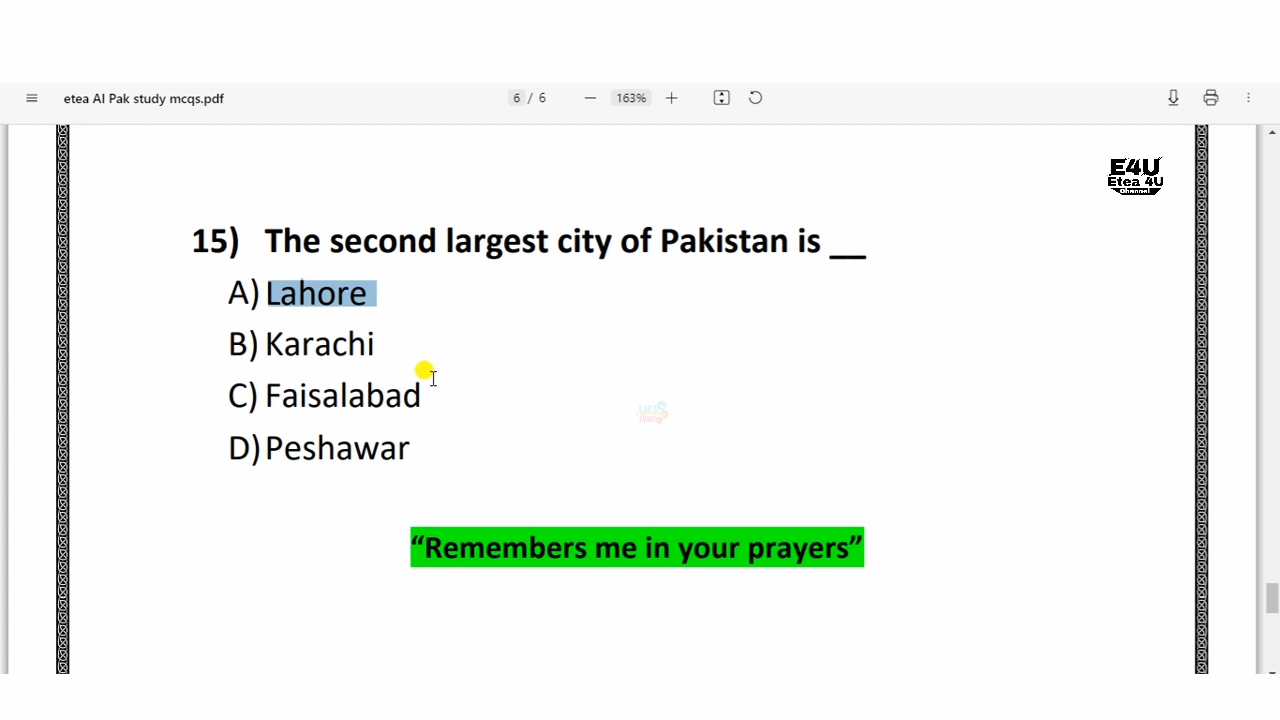 etea AI Pak study mcqs.pdf
6 / 6
163%
E4U
Etea 4U
Channel
15) The second largest city of Pakistan is __
A) Lahore
B) Karachi
C) Faisalabad
D) Peshawar
“Remembers me in your prayers”